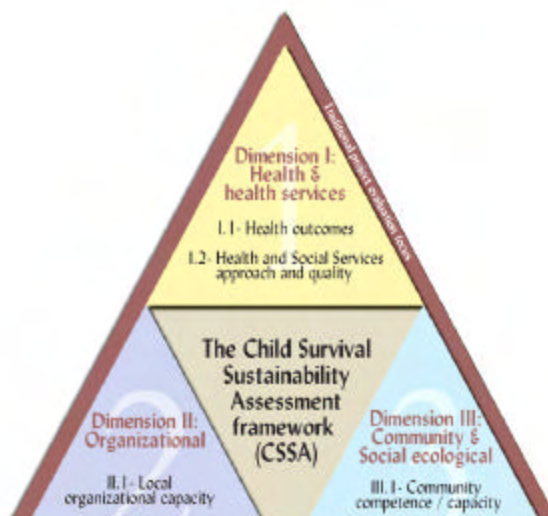 1
Traditional project evaluation focus
Dimension I:
Health &
health services
I. 1- Health outcomes
I.2- Health and Social Services
approach and quality
The Child Survival
Sustainability
Assessment
framework
(CSSA)
2
Dimension II:
Organizational
II. I- Local
organizational capacity
3
Dimension III:
Community &
Social ecological
III. I- Community
competence / capacity